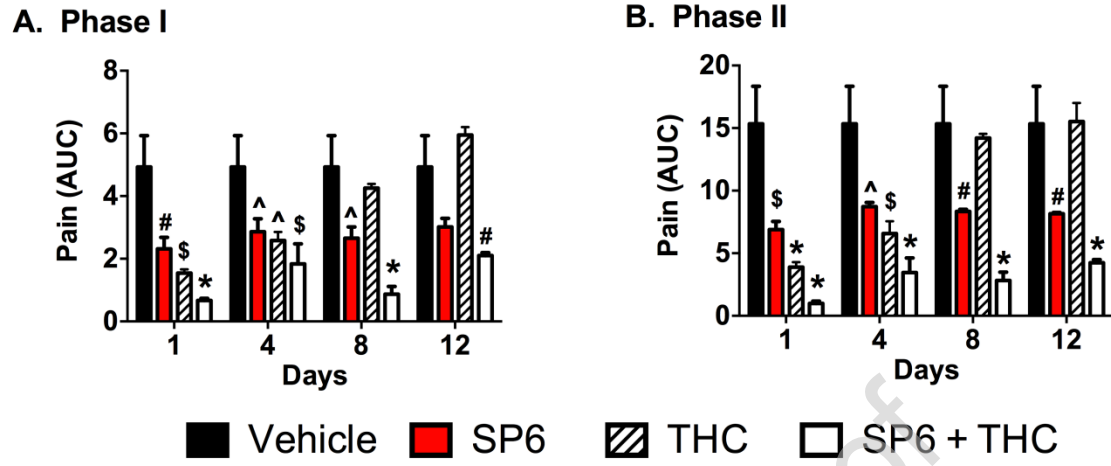 A. Phase I
8
6
4
2
0
Pain (AUC)
# $ *
^ ^ $
^ *
#
1 4 8 12
Days
B. Phase II
20
15
10
5
0
Pain (AUC)
$ * *
^ $ *
# *
# *
1 4 8 12
Days
Vehicle SP6 THC SP6 + THC